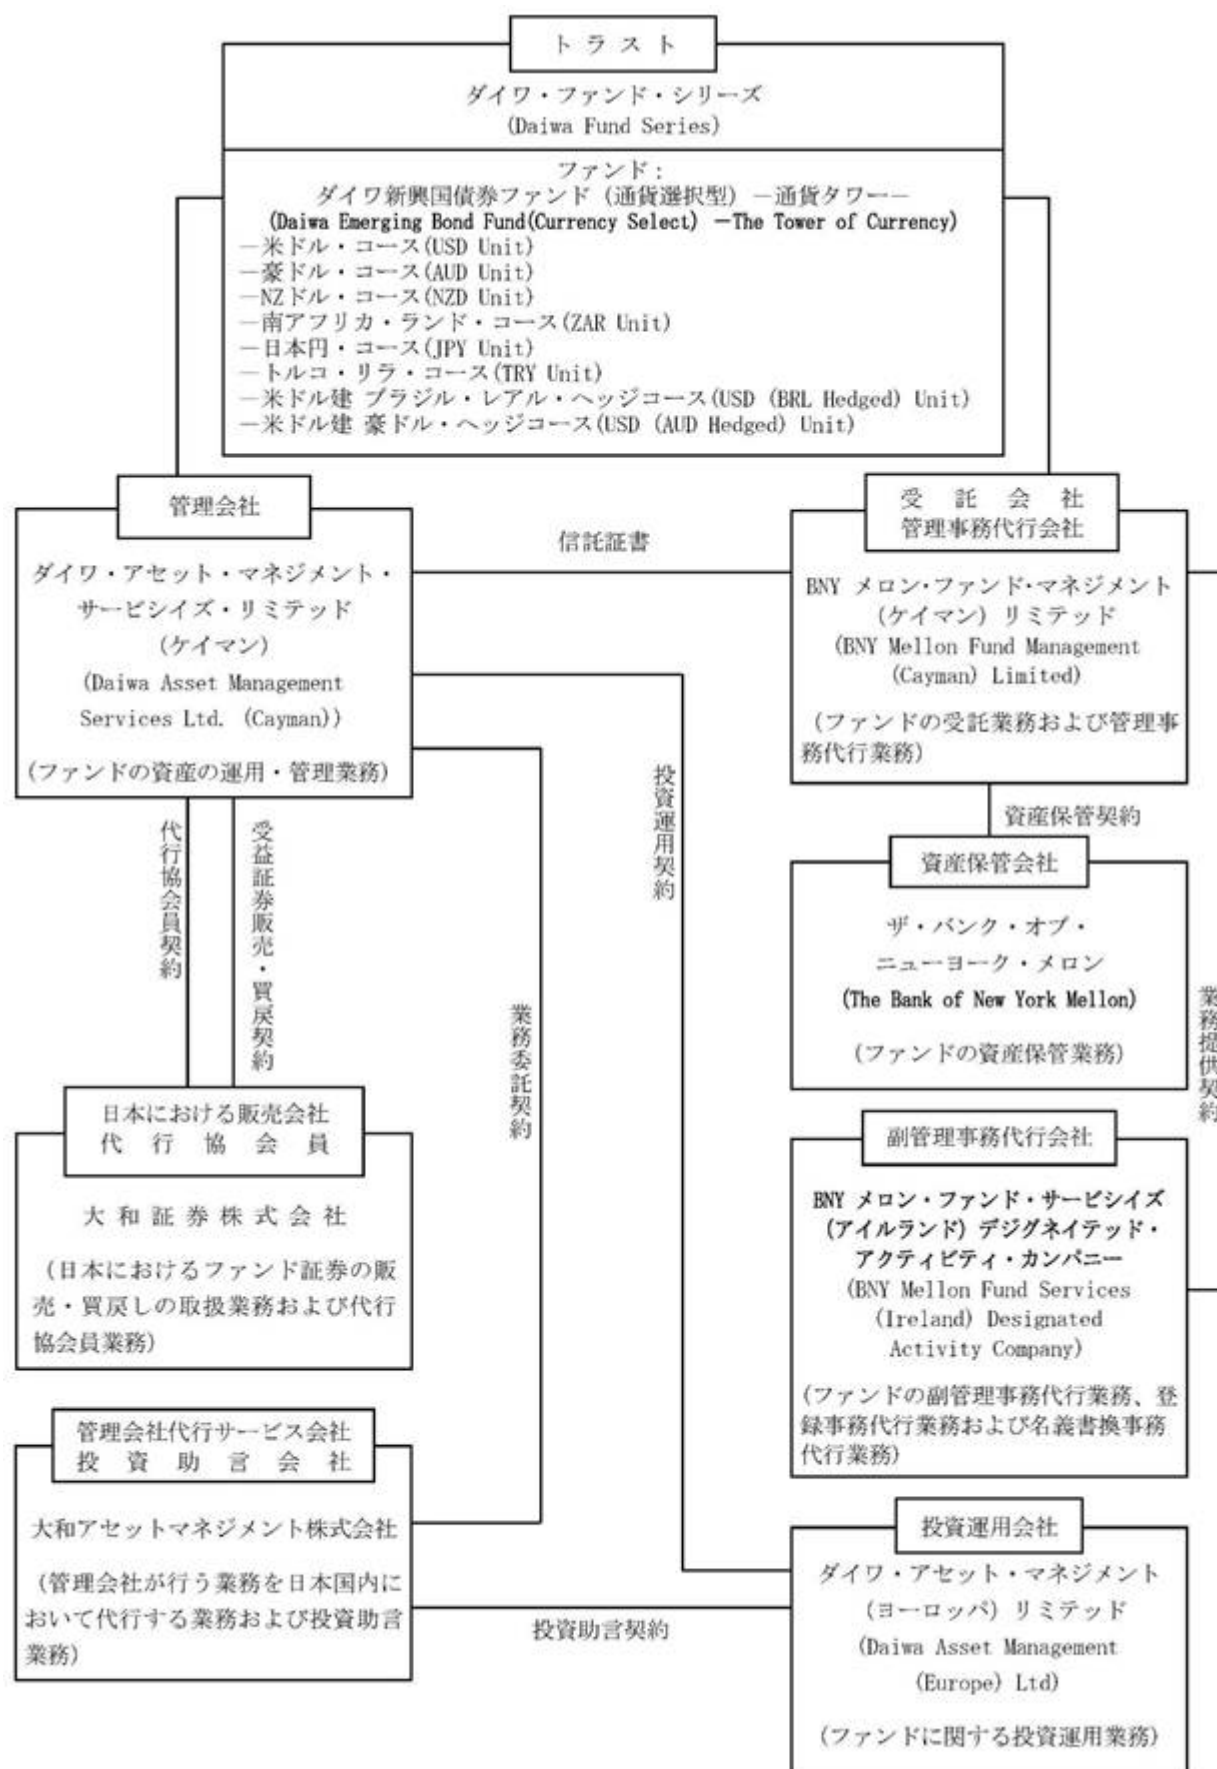 トラスト
ダイワ・ファンド・シリーズ
(Daiwa Fund Series)
ファンド：
ダイワ新興国債券ファンド（通貨選択型）－通貨タワー－
(Daiwa Emerging Bond Fund(Currency Select) －The Tower of Currency)
－米ドル・コース(USD Unit)
－豪ドル・コース(AUD Unit)
－NZドル・コース(NZD Unit)
－南アフリカ・ランド・コース(ZAR Unit)
－日本円・コース(JPY Unit)
－トルコ・リラ・コース(TRY Unit)
－米ドル建 ブラジル・レアル・ヘッジコース(USD (BRL Hedged) Unit)
－米ドル建 豪ドル・ヘッジコース(USD (AUD Hedged) Unit)
管理会社
ダイワ・アセット・マネジメント・
サービシイズ・リミテッド
（ケイマン）
(Daiwa Asset Management
Services Ltd. (Cayman))
(ファンドの資産の運用・管理業務)
信託証書
受託会社
管理事務代行会社
BNY メロン・ファンド・マネジメント
（ケイマン）リミテッド
(BNY Mellon Fund Management
(Cayman) Limited)
（ファンドの受託業務および管理事
務代行業務）
代行協会員契約
受益証券販売・買戻契約
業務委託契約
投資運用契約
資産保管契約
資産保管会社
ザ・バンク・オブ・
ニューヨーク・メロン
(The Bank of New York Mellon)
（ファンドの資産保管業務）
業務提供契約
日本における販売会社
代行協会員
大和証券株式会社
（日本におけるファンド証券の販
売・買戻しの取扱業務および代行
協会員業務）
副管理事務代行会社
BNY メロン・ファンド・サービシイズ
（アイルランド）デジグネイテッド・
アクティビティ・カンパニー
(BNY Mellon Fund Services
(Ireland) Designated
Activity Company)
（ファンドの副管理事務代行業務、登
録事務代行業務および名義書換事務
代行業務）
管理会社代行サービス会社
投資助言会社
大和アセットマネジメント株式会社
（管理会社が行う業務を日本国内に
おいて代行する業務および投資助言
業務）
投資助言契約
投資運用会社
ダイワ・アセット・マネジメント
（ヨーロッパ）リミテッド
(Daiwa Asset Management
(Europe) Ltd)
（ファンドに関する投資運用業務）